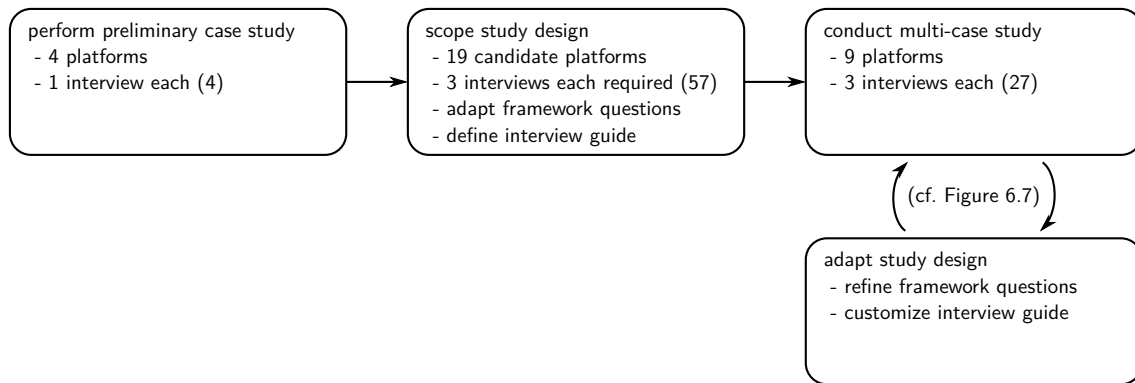 perform preliminary case study
- 4 platforms
- 1 interview each (4)
scope study design
- 19 candidate platforms
- 3 interviews each required (57)
- adapt framework questions
- define interview guide
conduct multi-case study
- 9 platforms
- 3 interviews each (27)
(cf. Figure 6.7)
adapt study design
- refine framework questions
- customize interview guide